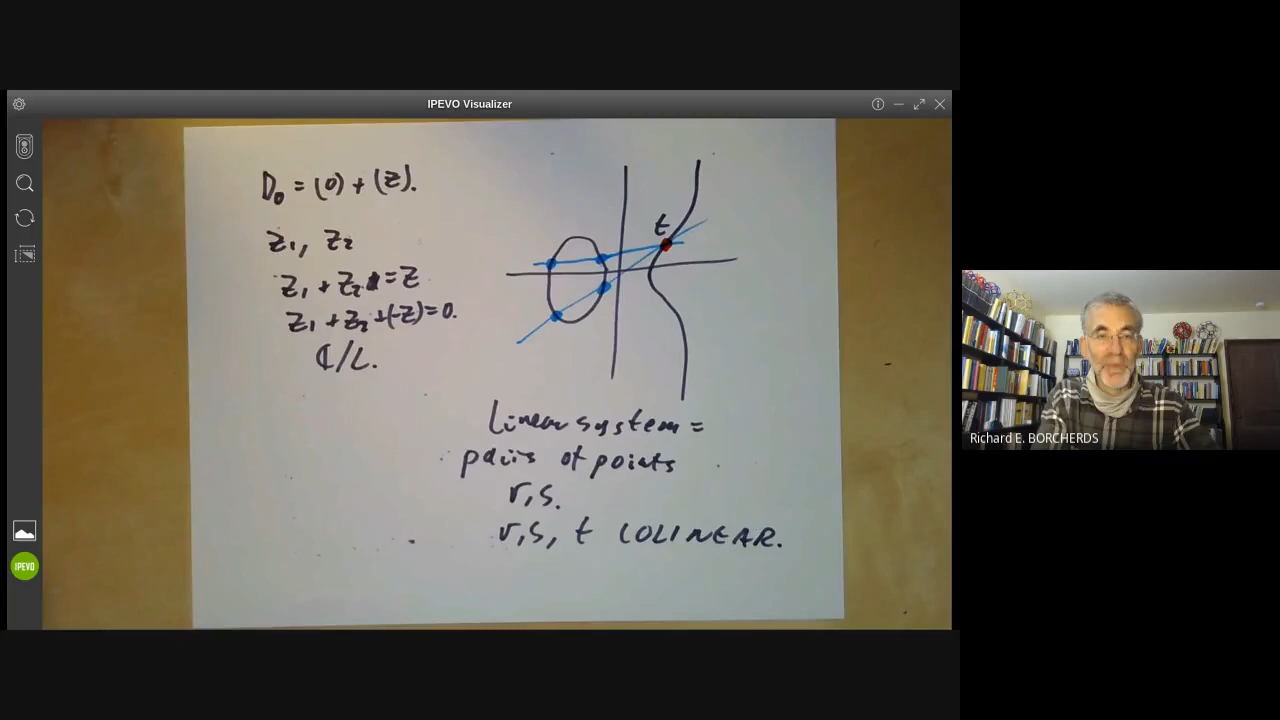 IPEVO Visualizer
D₀ = (0) + (z).
z₁, z₂
z₁ + z₂ = z
z₁ + z₂ + (-z) = 0.
ℂ/L.
t
Linear system =
pairs of points
r, s.
r, s, t COLINEAR.
IPEVO
Richard E. BORCHERDS